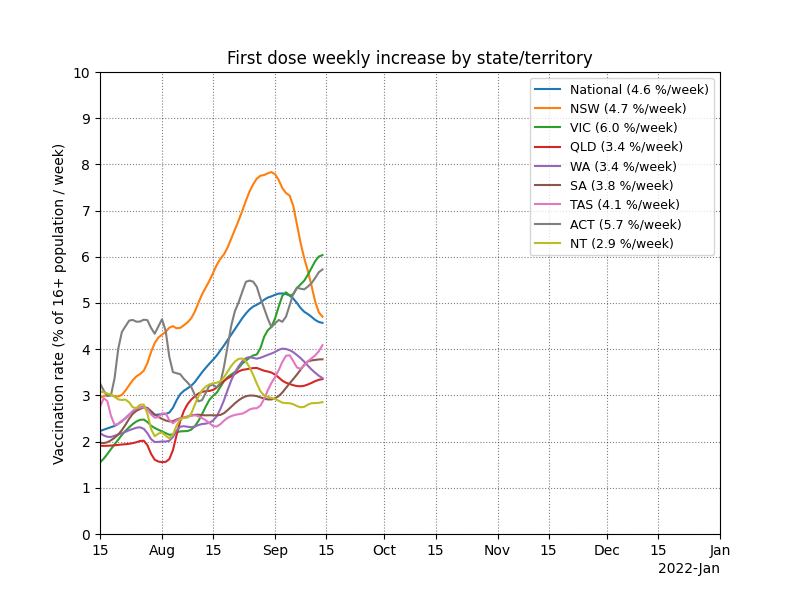 First dose weekly increase by state/territory
Vaccination rate (% of 16+ population / week)
10
9
8
7
6
5
4
3
2
1
0
National (4.6 %/week)
NSW (4.7 %/week)
VIC (6.0 %/week)
QLD (3.4 %/week)
WA (3.4 %/week)
SA (3.8 %/week)
TAS (4.1 %/week)
ACT (5.7 %/week)
NT (2.9 %/week)
15 Aug 15 Sep 15 Oct 15 Nov 15 Dec 15 Jan
2022-Jan